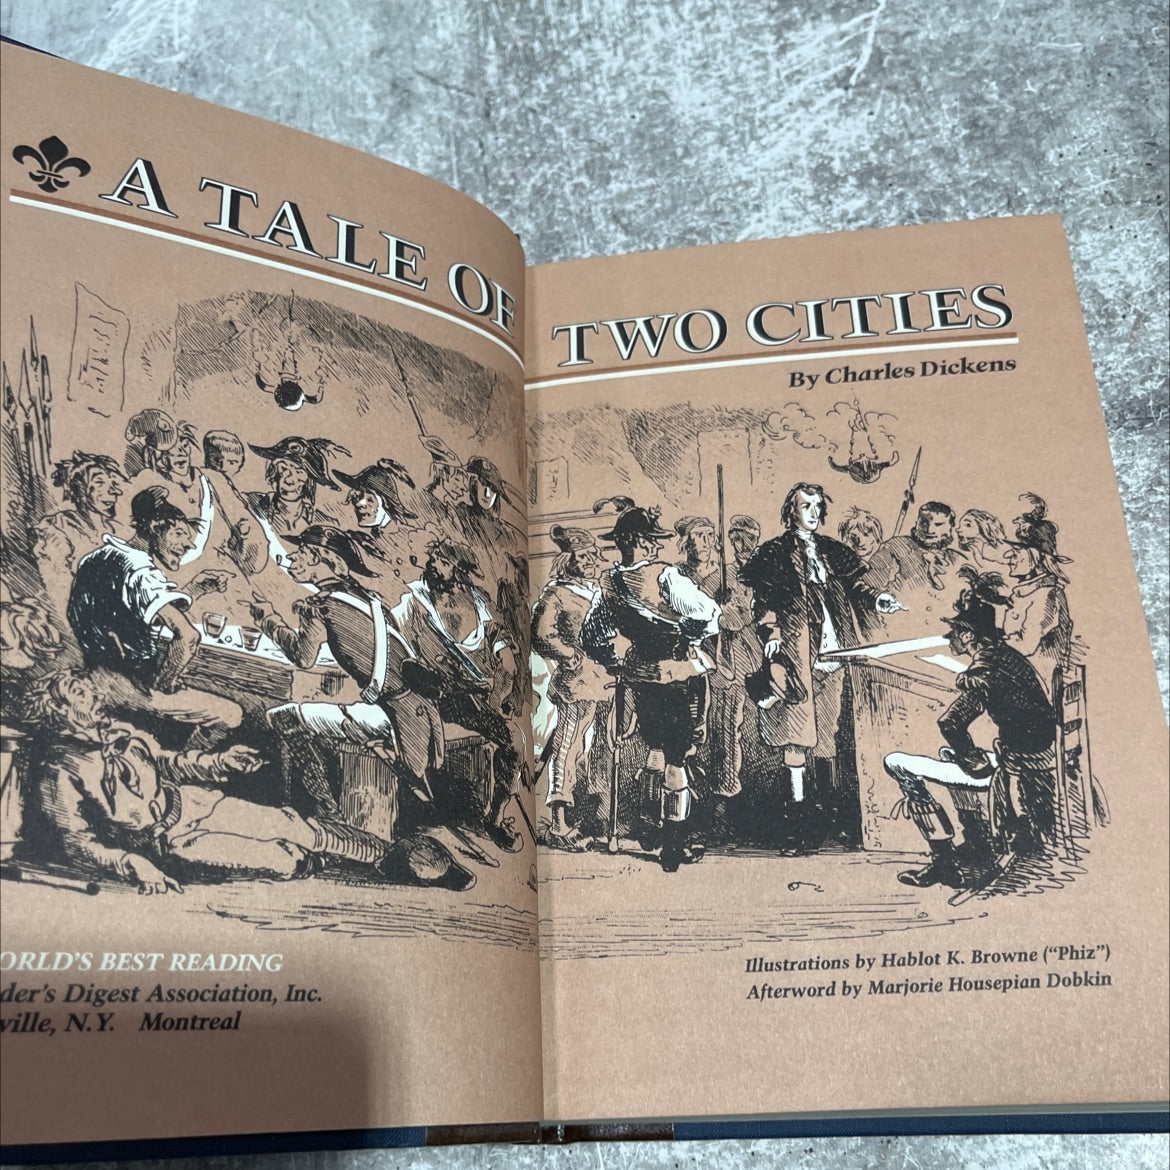 A TALE OF TWO CITIES
By Charles Dickens
ORLD'S BEST READING
der's Digest Association, Inc.
ville, N.Y. Montreal
Illustrations by Hablot K. Browne (“Phiz”)
Afterword by Marjorie Housepian Dobkin